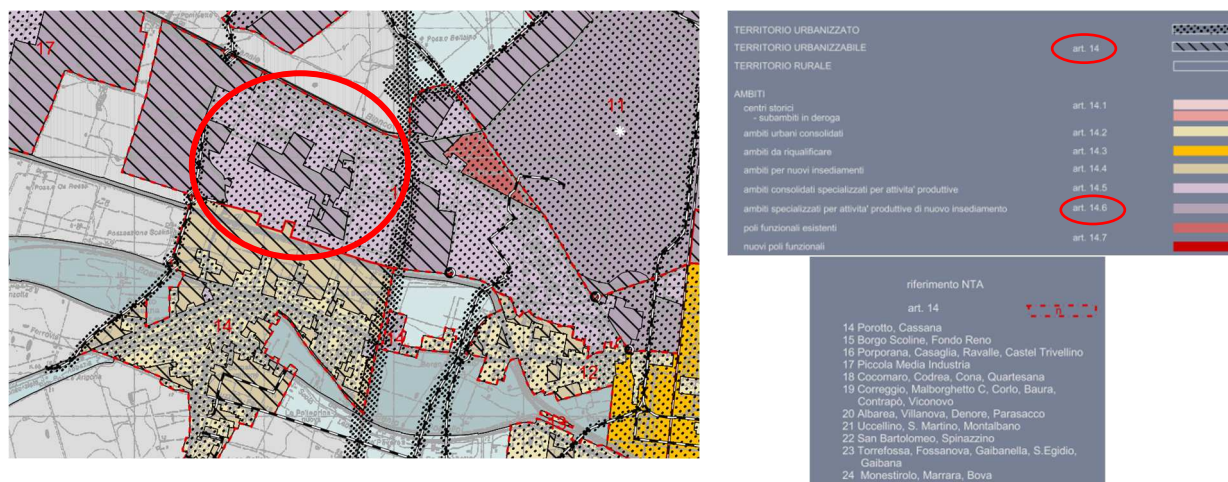 17
11
14
14
12
Bianco
Canale
Ferrovia
Possessione
TERRITORIO URBANIZZATO
TERRITORIO URBANIZZABILE
art. 14
TERRITORIO RURALE
AMBITI
centri storici
art. 14.1
- subambiti in deroga
ambiti urbani consolidati
art. 14.2
ambiti da riqualificare
art. 14.3
ambiti per nuovi insediamenti
art. 14.4
ambiti consolidati specializzati per attivita' produttive
art. 14.5
ambiti specializzati per attivita' produttive di nuovo insediamento
art. 14.6
poli funzionali esistenti
art. 14.7
nuovi poli funzionali
riferimento NTA
art. 14
n
14 Porotto, Cassana
15 Borgo Scoline, Fondo Reno
16 Porporana, Casaglia, Ravalle, Castel Trivellino
17 Piccola Media Industria
18 Cocomaro, Codrea, Cona, Quartesana
19 Correggio, Malborghetto C, Corlo, Baura,
Contrapò, Viconovo
20 Albarea, Villanova, Denore, Parasacco
21 Uccellino, S. Martino, Montalbano
22 San Bartolomeo, Spinazzino
23 Torrefossa, Fossanova, Gaibanella, S.Egidio,
Gaibana
24 Monestirolo, Marrara, Bova